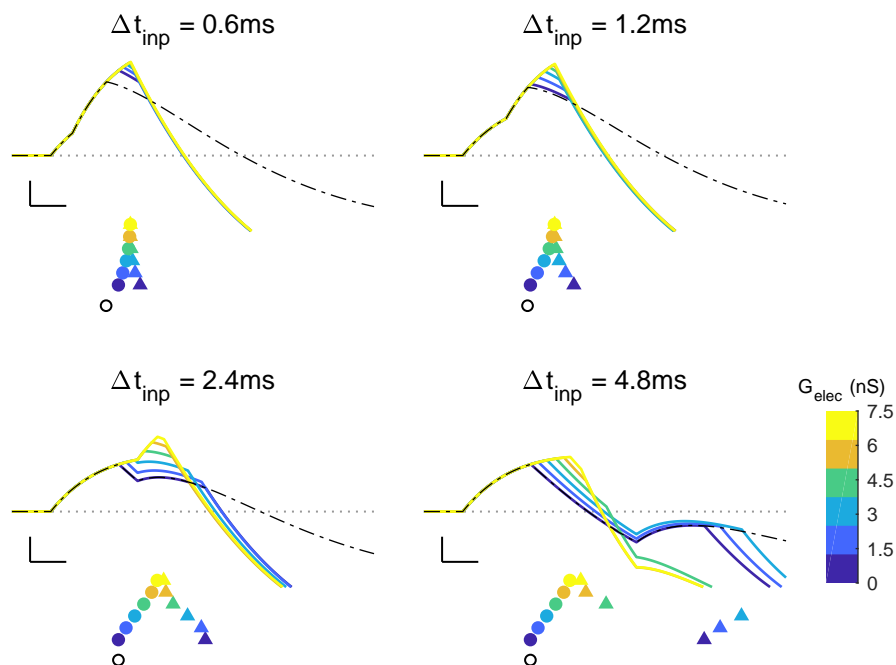 Δt_inp = 0.6ms
Δt_inp = 1.2ms
Δt_inp = 2.4ms
Δt_inp = 4.8ms
G_elec (nS)
7.5
6
4.5
3
1.5
0